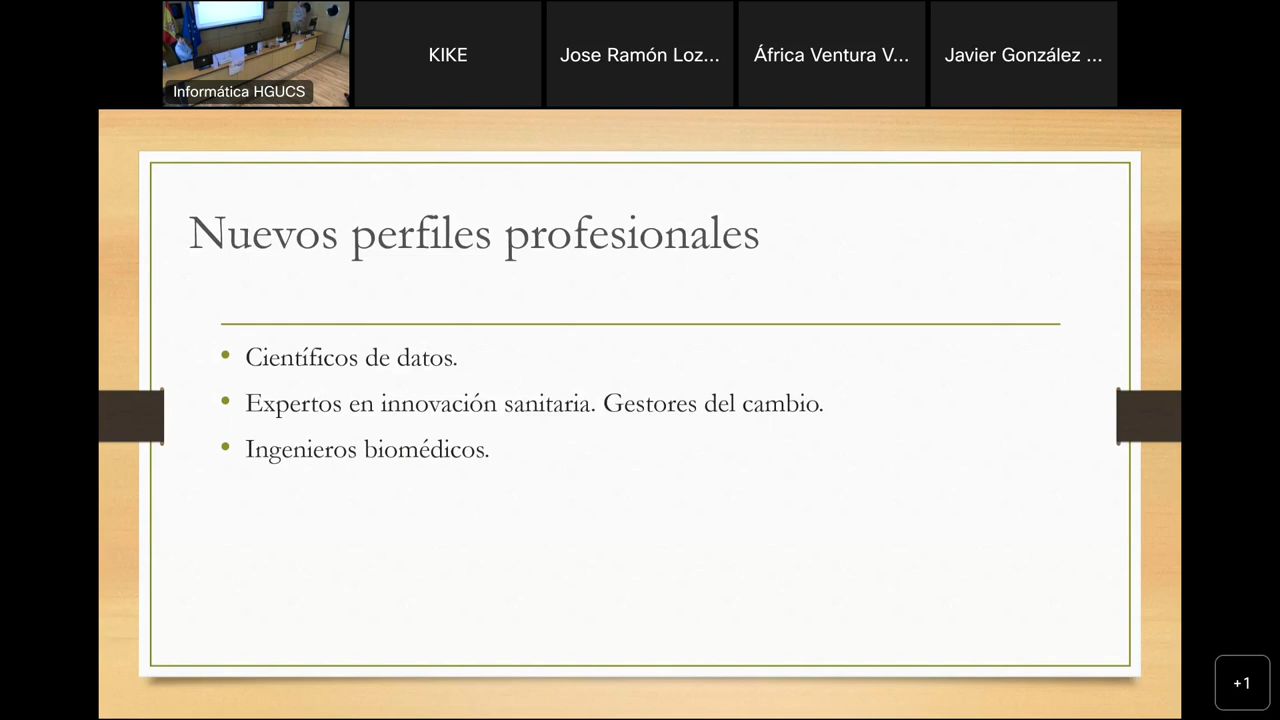 KIKE
Jose Ramón Loz...
África Ventura V...
Javier González ...
Informática HGUCS
Nuevos perfiles profesionales
• Científicos de datos.
• Expertos en innovación sanitaria. Gestores del cambio.
• Ingenieros biomédicos.
+1